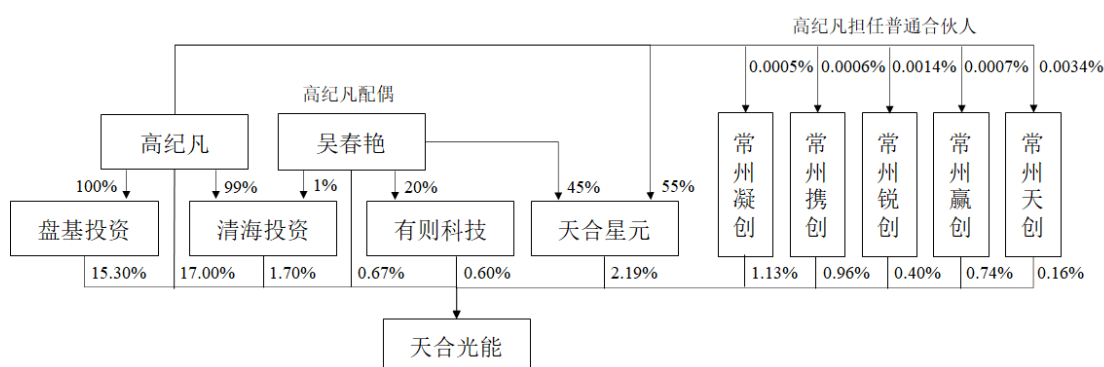 高纪凡担任普通合伙人
0.0005% 0.0006% 0.0014% 0.0007% 0.0034%
高纪凡配偶
高纪凡 吴春艳
常州凝创 常州携创 常州锐创 常州赢创 常州天创
100% 99% 1% 20% 45% 55%
盘基投资 清海投资 有则科技 天合星元
15.30% 17.00% 1.70% 0.67% 0.60% 2.19% 1.13% 0.96% 0.40% 0.74% 0.16%
天合光能